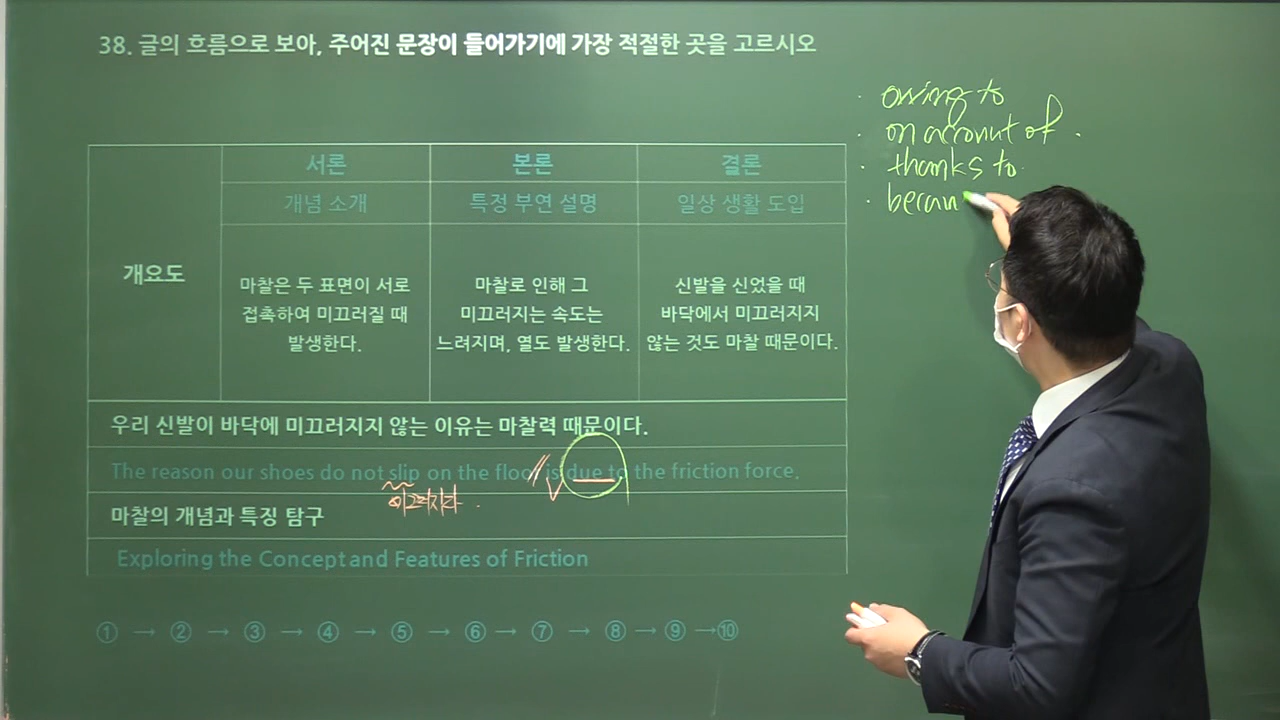 38. 글의 흐름으로 보아, 주어진 문장이 들어가기에 가장 적절한 곳을 고르시오
개요도
서론
본론
결론
개념 소개
특정 부연 설명
일상 생활 도입
마찰은 두 표면이 서로
접촉하여 미끄러질 때
발생한다.
마찰로 인해 그
미끄러지는 속도는
느려지며, 열도 발생한다.
신발을 신었을 때
바닥에서 미끄러지지
않는 것도 마찰 때문이다.
우리 신발이 바닥에 미끄러지지 않는 이유는 마찰력 때문이다.
The reason our shoes do not slip on the floor is due to the friction force.
미끄러지다.
마찰의 개념과 특징 탐구
Exploring the Concept and Features of Friction
① → ② → ③ → ④ → ⑤ → ⑥ → ⑦ → ⑧ → ⑨ → ⑩
· owing to
· on account of .
· thanks to
· becau